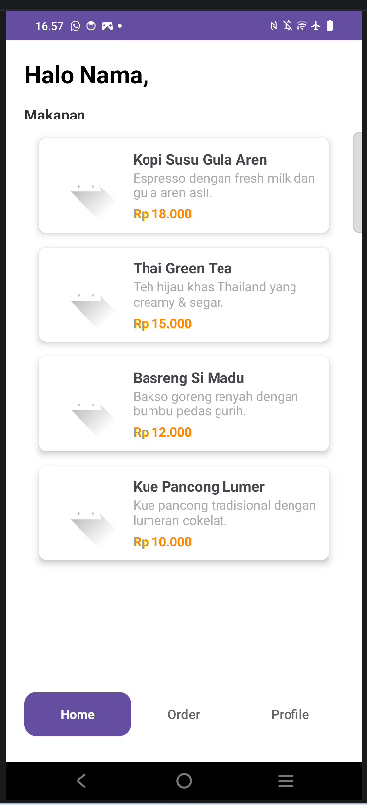 16.57
Halo Nama,
Makanan
Kopi Susu Gula Aren
Espresso dengan fresh milk dan
gula aren asli.
Rp 18.000
Thai Green Tea
Teh hijau khas Thailand yang
creamy & segar.
Rp 15.000
Basreng Si Madu
Bakso goreng renyah dengan
bumbu pedas gurih.
Rp 12.000
Kue Pancong Lumer
Kue pancong tradisional dengan
lumeran cokelat.
Rp 10.000
Home
Order
Profile